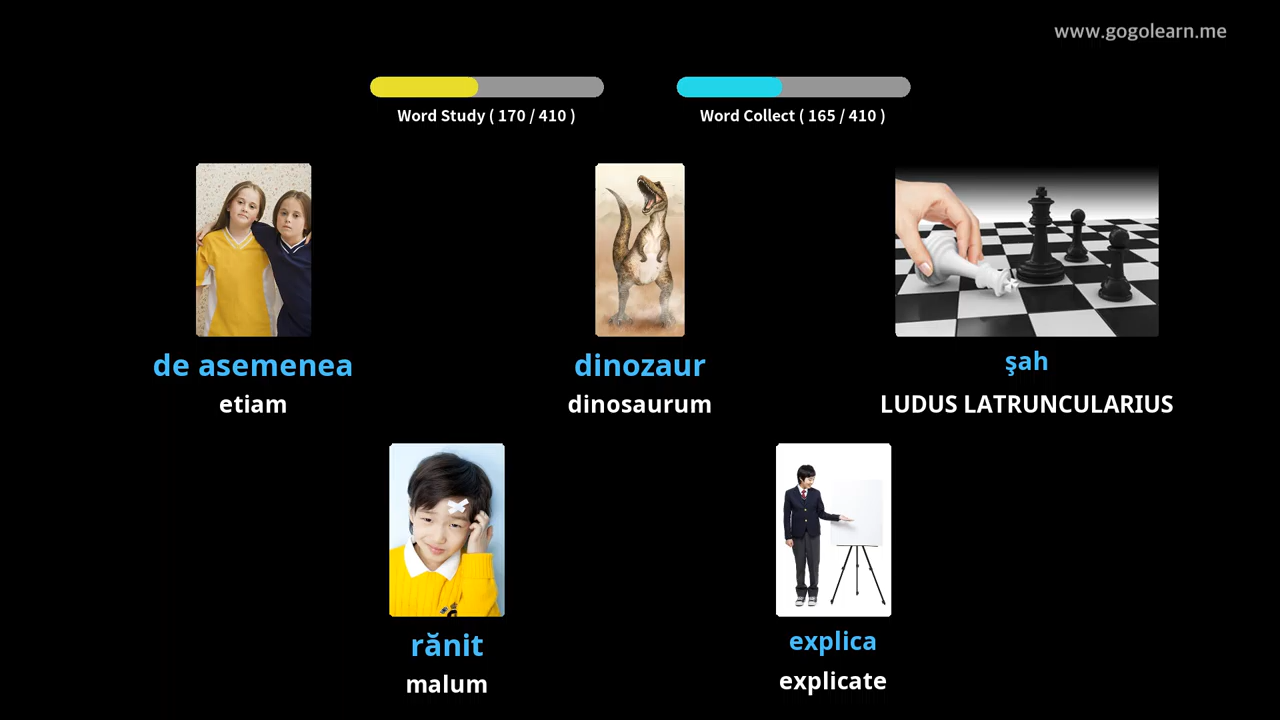 www.gogolearn.me
Word Study ( 170 / 410 )
Word Collect ( 165 / 410 )
de asemenea
etiam
dinozaur
dinosaurum
şah
LUDUS LATRUNCULARIUS
rănit
malum
explica
explicate